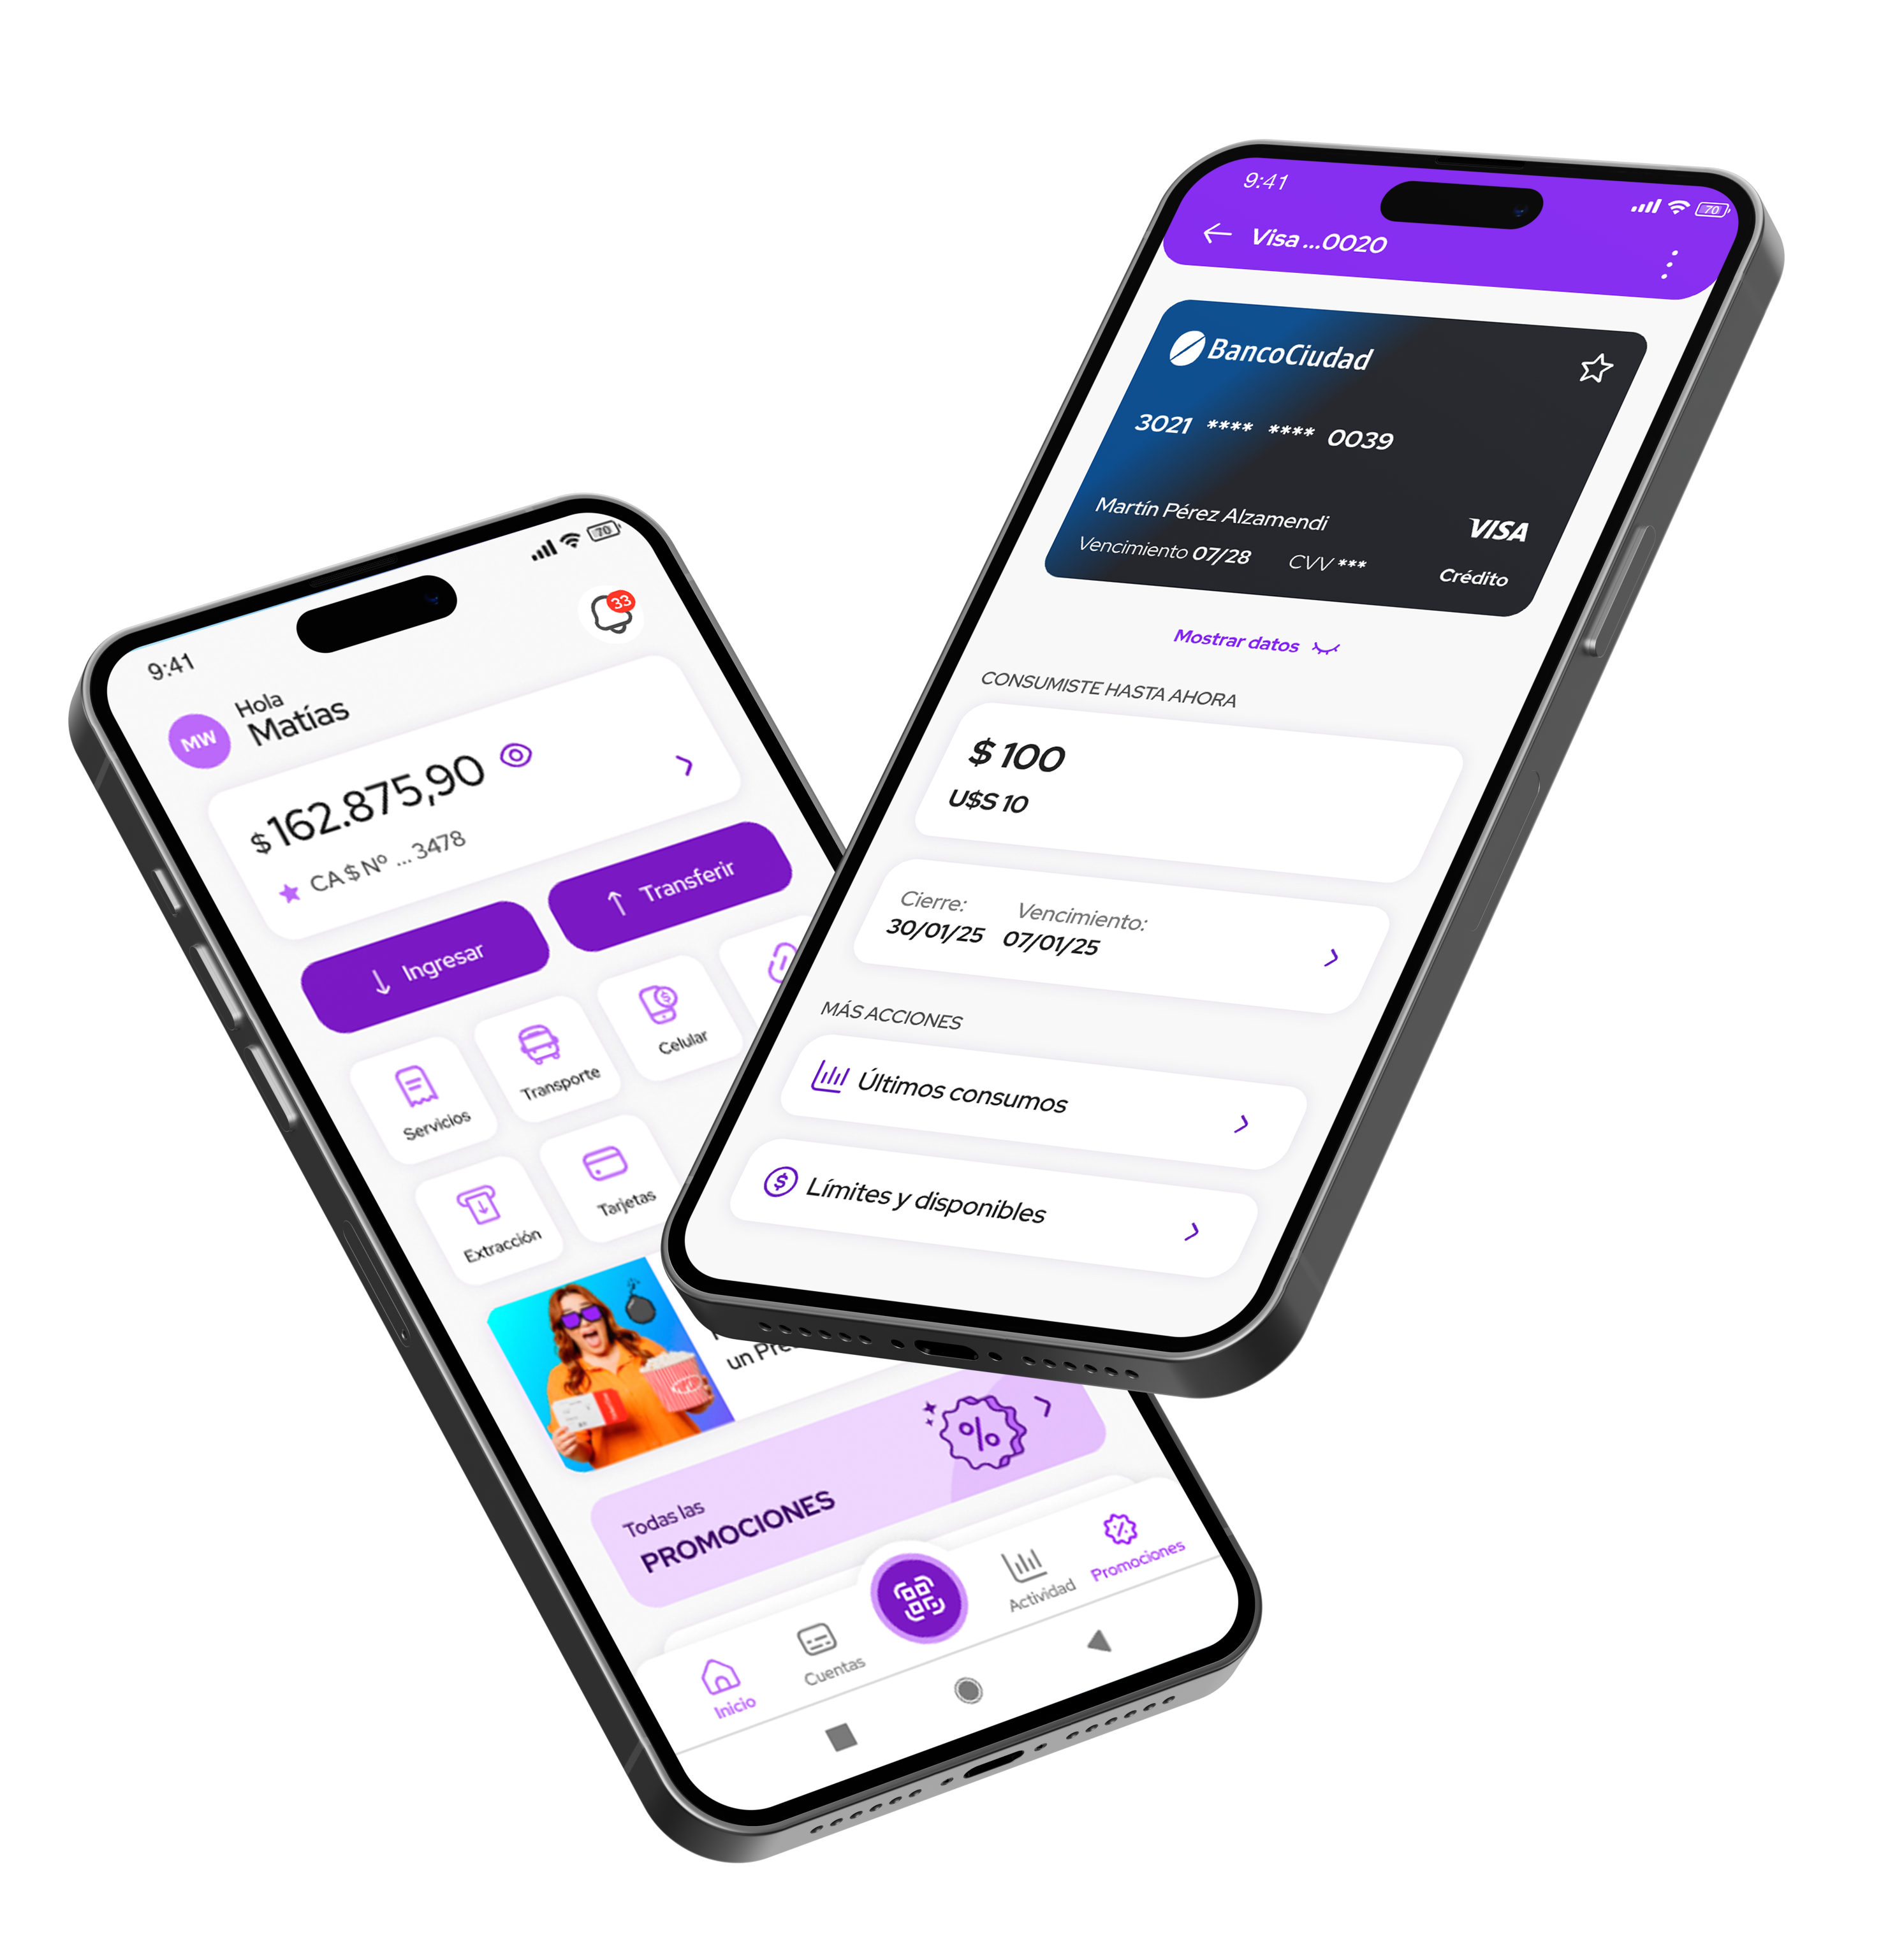 9:41
70
33
MW
Hola
Matías
$162.875,90
CA $ Nº ... 3478
Ingresar
Transferir
Servicios
Transporte
Celular
Extracción
Tarjetas
un
Todas las
PROMOCIONES
Inicio
Cuentas
Actividad
Promociones
9:41
70
Visa ...0020
BancoCiudad
3021 **** **** 0039
Martín Pérez Alzamendi
VISA
Vencimiento 07/28 CVV ***
Crédito
Mostrar datos
CONSUMISTE HASTA AHORA
$ 100
U$S 10
Cierre: Vencimiento:
30/01/25 07/01/25
MÁS ACCIONES
Últimos consumos
Límites y disponibles